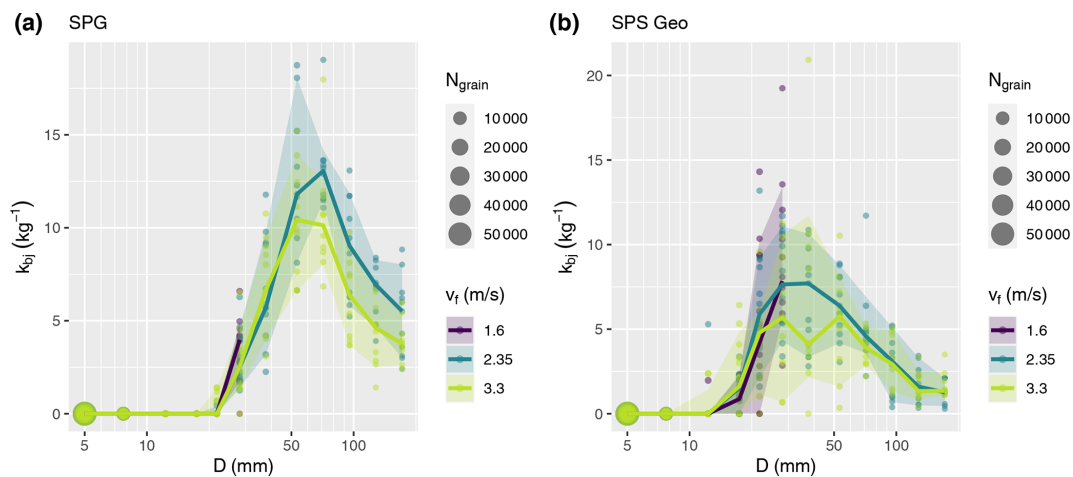 (a) SPG
15
10
5
0
5 10 50 100
D (mm)
k_bj (kg⁻¹)
N_grain
10 000
20 000
30 000
40 000
50 000
v_f (m/s)
1.6
2.35
3.3
(b) SPS Geo
20
15
10
5
0
5 10 50 100
D (mm)
k_bj (kg⁻¹)
N_grain
10 000
20 000
30 000
40 000
50 000
v_f (m/s)
1.6
2.35
3.3